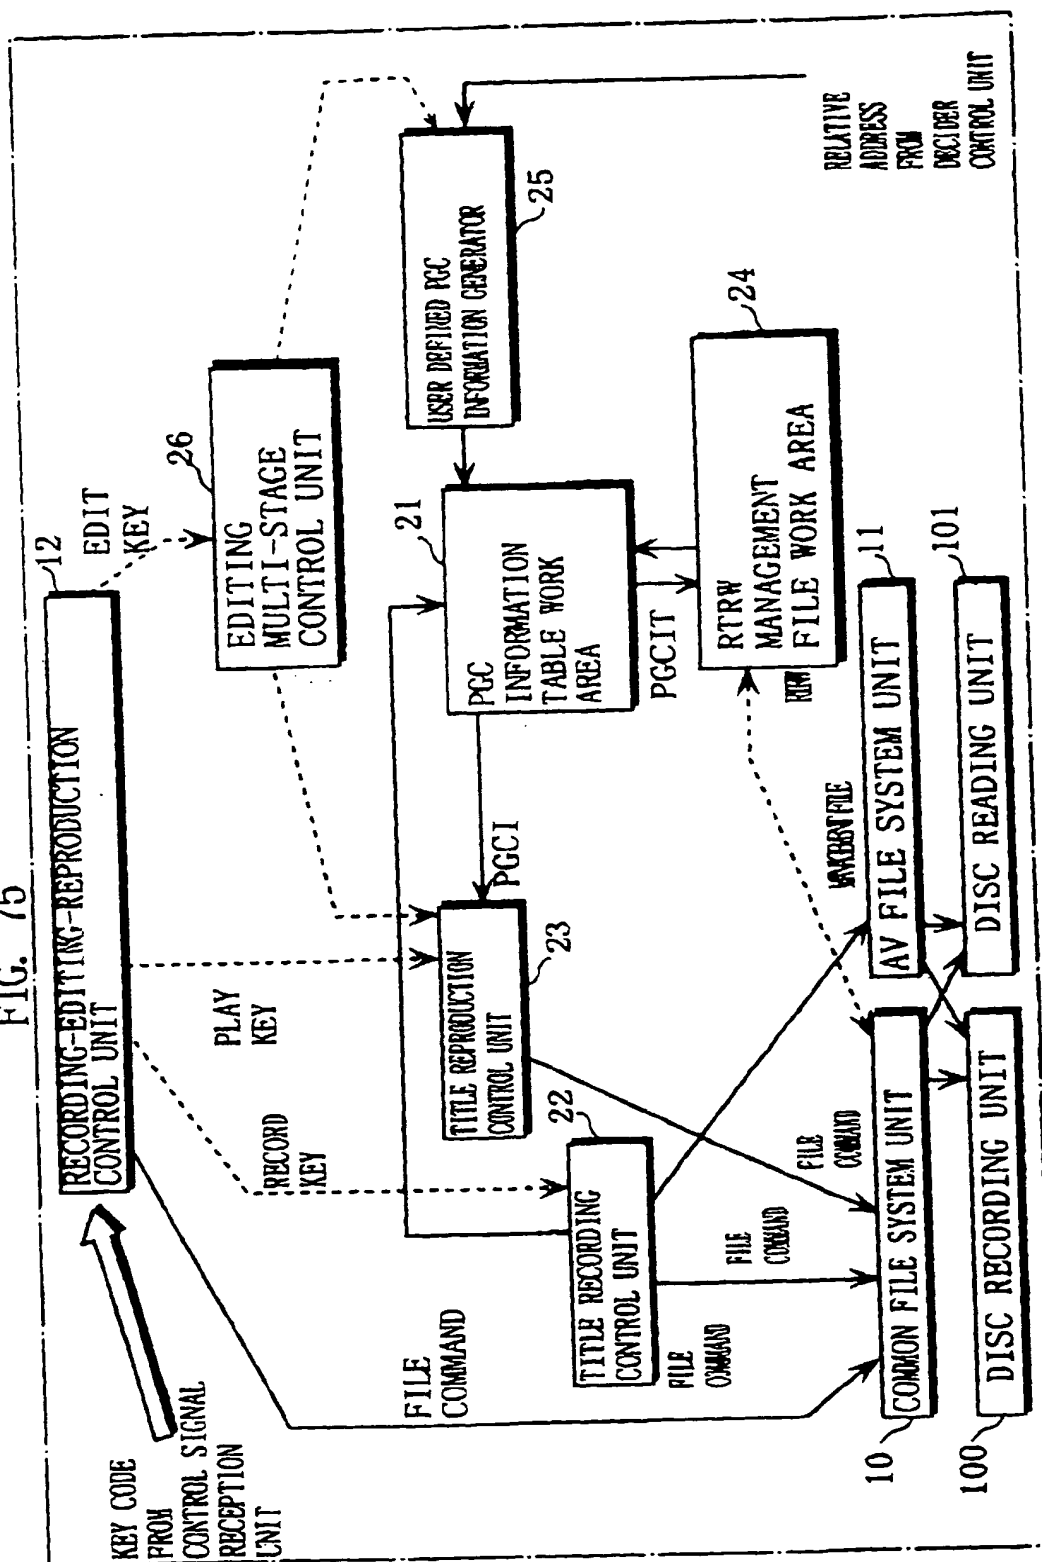 FIG. 75
KEY CODE
FROM
CONTROL SIGNAL
RECEPTION
UNIT
RECORDING-EDITING-REPRODUCTION
CONTROL UNIT
12
EDIT
KEY
26
EDITING
MULTI-STAGE
CONTROL UNIT
PLAY
KEY
RECORD
KEY
FILE
COMMAND
USER DEFINED PGC
INFORMATION GENERATOR
25
RELATIVE
ADDRESS
FROM
DECIDER
CONTROL UNIT
21
PGC
INFORMATION
TABLE WORK
AREA
PGCI
TITLE REPRODUCTION
CONTROL UNIT
23
22
TITLE RECORDING
CONTROL UNIT
PGCIT
24
RTRW
MANAGEMENT
FILE WORK AREA
RTRW
FILE
COMMAND
FILE
COMMAND
FILE
COMMAND
10
COMMON FILE SYSTEM UNIT
AV FILE SYSTEM UNIT
11
100
DISC RECORDING UNIT
DISC READING UNIT
101